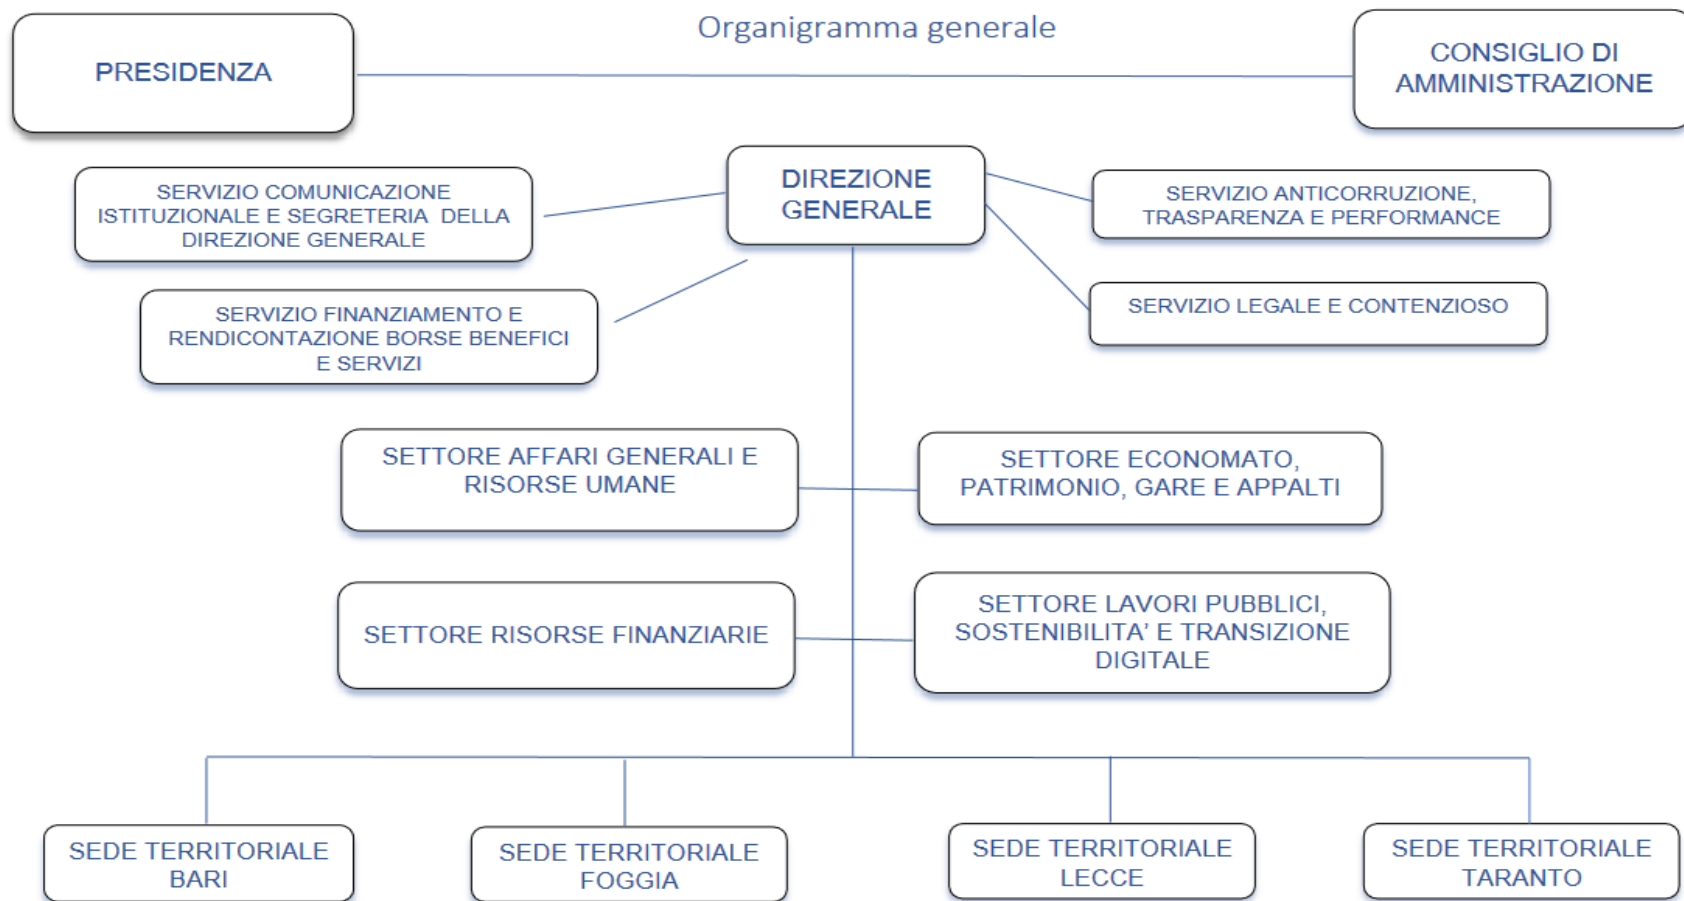 Organigramma generale
PRESIDENZA
CONSIGLIO DI
AMMINISTRAZIONE
DIREZIONE
GENERALE
SERVIZIO COMUNICAZIONE
ISTITUZIONALE E SEGRETERIA DELLA
DIREZIONE GENERALE
SERVIZIO ANTICORRUZIONE,
TRASPARENZA E PERFORMANCE
SERVIZIO FINANZIAMENTO E
RENDICONTAZIONE BORSE BENEFICI
E SERVIZI
SERVIZIO LEGALE E CONTENZIOSO
SETTORE AFFARI GENERALI E
RISORSE UMANE
SETTORE ECONOMATO,
PATRIMONIO, GARE E APPALTI
SETTORE RISORSE FINANZIARIE
SETTORE LAVORI PUBBLICI,
SOSTENIBILITA’ E TRANSIZIONE
DIGITALE
SEDE TERRITORIALE
BARI
SEDE TERRITORIALE
FOGGIA
SEDE TERRITORIALE
LECCE
SEDE TERRITORIALE
TARANTO